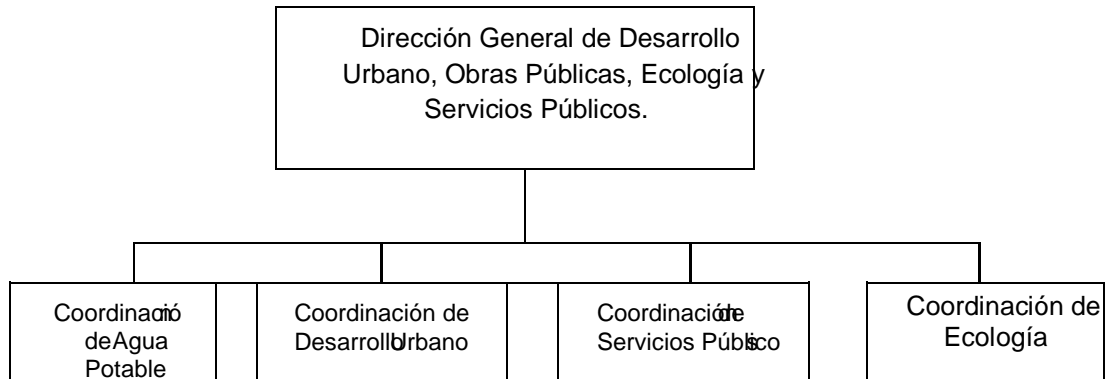 Dirección General de Desarrollo
Urbano, Obras Públicas, Ecología y
Servicios Públicos.
Coordinación
de Agua
Potable
Coordinación de
Desarrollo Urbano
Coordinación de
Servicios Públicos
Coordinación de
Ecología